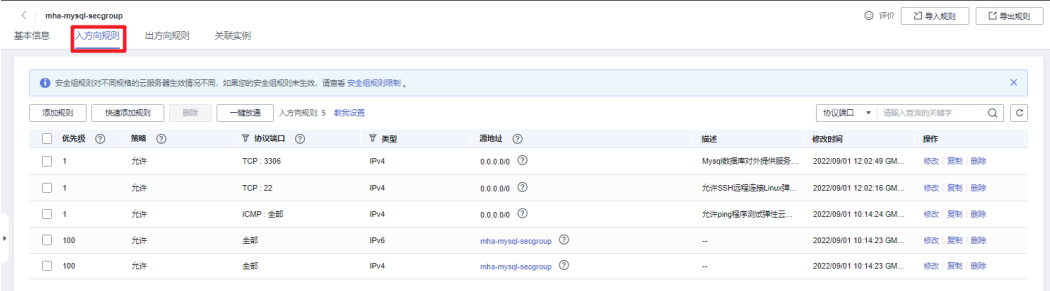 mha-mysql-secgroup 评价 导入规则 导出规则
基本信息 入方向规则 出方向规则 关联实例
安全组规则对不同规格的云服务器生效情况不同，如果您的安全组规则未生效，请查看 安全组规则限制 。
添加规则 快速添加规则 删除 一键放通 入方向规则: 5 教我设置 协议端口 请输入查询的关键字
优先级 策略 协议端口 类型 源地址 描述 修改时间 操作
1 允许 TCP : 3306 IPv4 0.0.0.0/0 Mysql数据库对外提供服务... 2022/09/01 12:02:49 GM... 修改 复制 删除
1 允许 TCP : 22 IPv4 0.0.0.0/0 允许SSH远程连接Linux弹... 2022/09/01 12:02:16 GM... 修改 复制 删除
1 允许 ICMP : 全部 IPv4 0.0.0.0/0 允许ping程序测试弹性云... 2022/09/01 10:14:24 GM... 修改 复制 删除
100 允许 全部 IPv6 mha-mysql-secgroup -- 2022/09/01 10:14:23 GM... 修改 复制 删除
100 允许 全部 IPv4 mha-mysql-secgroup -- 2022/09/01 10:14:23 GM... 修改 复制 删除